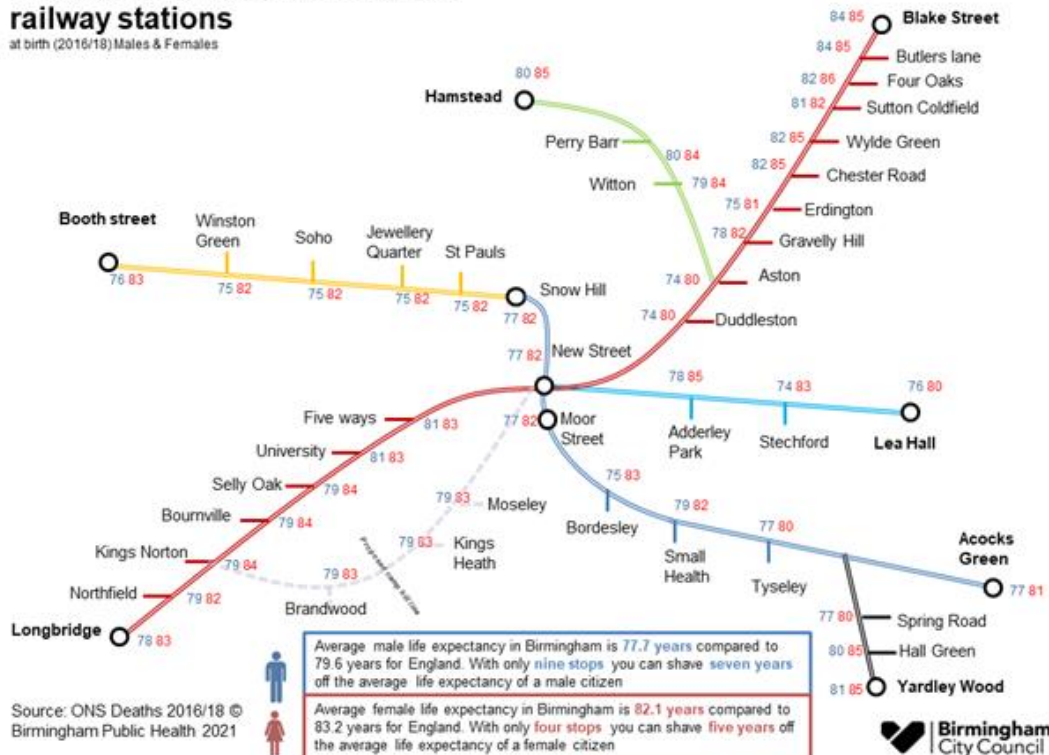 railway stations
at birth (2016/18) Males & Females
84 85 Blake Street
84 85 Butlers lane
82 86 Four Oaks
81 82 Sutton Coldfield
82 85 Wylde Green
82 85 Chester Road
75 81 Erdington
78 82 Gravelly Hill
74 80 Aston
74 80 Duddleston
80 85
Hamstead
Perry Barr
80 84
Witton 79 84
Booth street
76 83
Winston
Green
75 82
Soho
75 82
Jewellery
Quarter
75 82
St Pauls
75 82
Snow Hill
77 82
77 82 New Street
77 82 Moor
Street
78 85
Adderley
Park
74 83
Stechford
76 80
Lea Hall
75 83
Bordesley
79 82
Small
Health
77 80
Tyseley
Acocks
Green
77 81
77 80 Spring Road
80 85 Hall Green
81 85 Yardley Wood
Five ways 81 83
University 81 83
Selly Oak 79 84
Bournville 79 84
Kings Norton 79 84
Northfield 79 82
Longbridge 78 83
79 83 Moseley
79 83 Kings
Heath
79 83
Brandwood
Average male life expectancy in Birmingham is 77.7 years compared to
79.6 years for England. With only nine stops you can shave seven years
off the average life expectancy of a male citizen
Average female life expectancy in Birmingham is 82.1 years compared to
83.2 years for England. With only four stops you can shave five years off
the average life expectancy of a female citizen
Source: ONS Deaths 2016/18 ©
Birmingham Public Health 2021
Birmingham
City Council